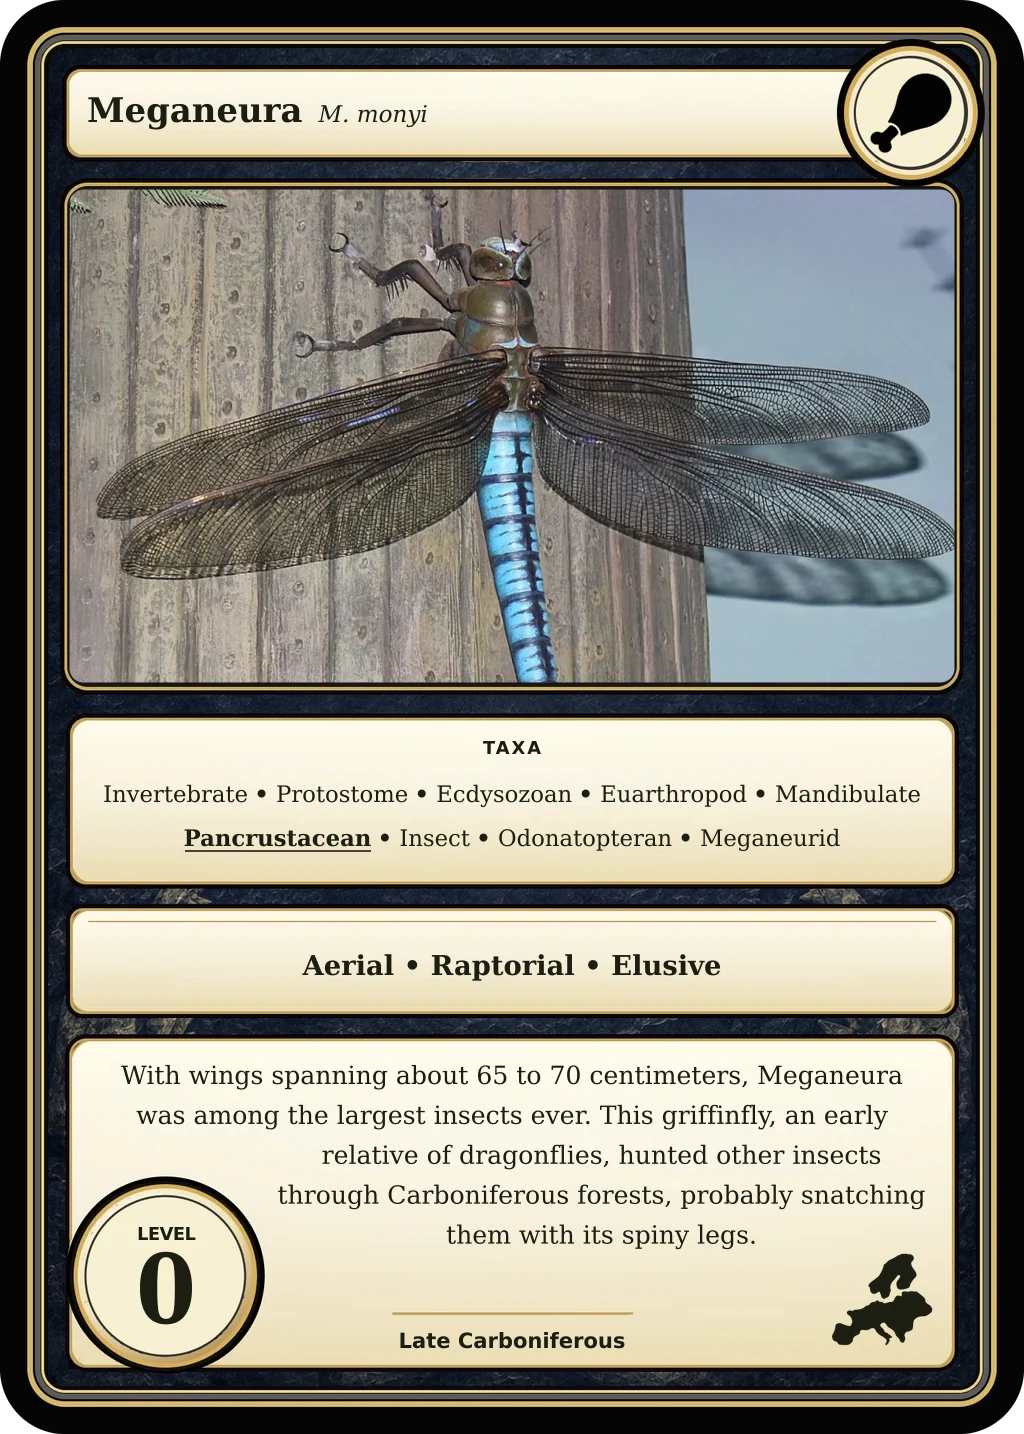 Meganeura M. monyi
TAXA
Invertebrate • Protostome • Ecdysozoan • Euarthropod • Mandibulate
Pancrustacean • Insect • Odonatopteran • Meganeurid
Aerial • Raptorial • Elusive
With wings spanning about 65 to 70 centimeters, Meganeura
was among the largest insects ever. This griffinfly, an early
relative of dragonflies, hunted other insects
through Carboniferous forests, probably snatching
them with its spiny legs.
LEVEL
0
Late Carboniferous